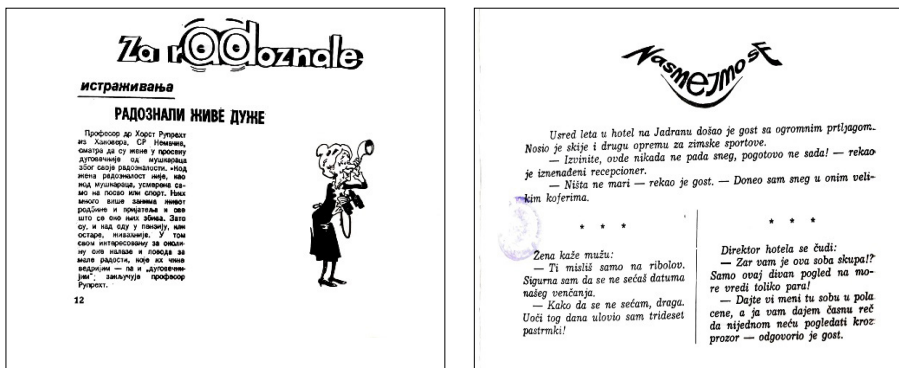 Za radoznale
истраживања
РАДОЗНАЛИ ЖИВЕ ДУЖЕ
Професор др Хорст Рупрехт
из Хановера, СР Немачка,
сматра да су жене у просеку
дуговечније од мушкараца
због своје радозналости. „Код
жена радозналост није, као
код мушкараца, усмерена са-
мо на посао или спорт. Њих
много више занима живот
родбине и пријатеља и све
што се око њих збива. Зато
су, и кад оду у пензију, као
старе, живахније. У том
свом интересовању за околи-
ну оне налазе и повода за
мале радости, које их чине
ведријим — па и „дуговечни-
јим“, закључује професор
Рупрехт.
12
Nasmejmo se
Usred leta u hotel na Jadranu došao je gost sa ogromnim prtljagom.
Nosio je skije i drugu opremu za zimske sportove.
— Izvinite, ovde nikada ne pada sneg, pogotovo ne sada! — rekao
je iznenađeni recepcioner.
— Ništa ne mari — rekao je gost. — Doneo sam sneg u onim veli-
kim koferima.
* * *
Žena kaže mužu:
— Ti misliš samo na ribolov.
Sigurna sam da se ne sećaš datuma
našeg venčanja.
— Kako da se ne sećam, draga.
Uoči tog dana ulovio sam trideset
pastrmki!
* * *
Direktor hotela se čudi:
— Zar vam je ova soba skupa!?
Samo ovaj divan pogled na mo-
re vredi toliko para!
— Dajte vi meni tu sobu u pola
cene, a ja vam dajem časnu reč
da nijednom neću pogledati kroz
prozor — odgovorio je gost.